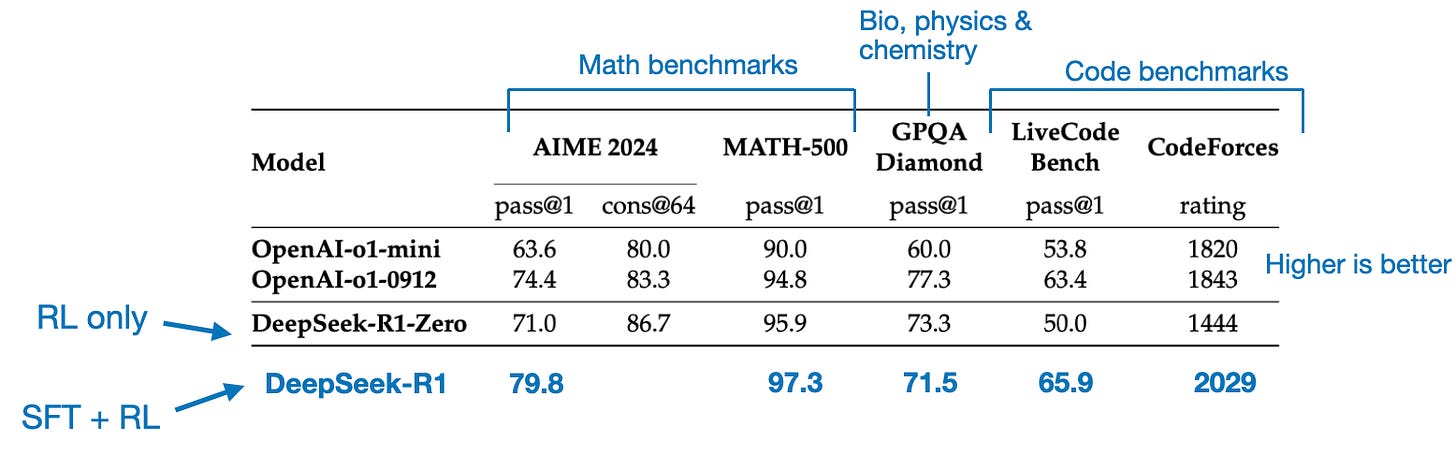 Bio, physics &
chemistry
Math benchmarks
Code benchmarks
Model AIME 2024 MATH-500 GPQA Diamond LiveCode Bench CodeForces
pass@1 cons@64 pass@1 pass@1 pass@1 rating
OpenAI-o1-mini 63.6 80.0 90.0 60.0 53.8 1820
OpenAI-o1-0912 74.4 83.3 94.8 77.3 63.4 1843
Higher is better
RL only
DeepSeek-R1-Zero 71.0 86.7 95.9 73.3 50.0 1444
DeepSeek-R1 79.8 97.3 71.5 65.9 2029
SFT + RL